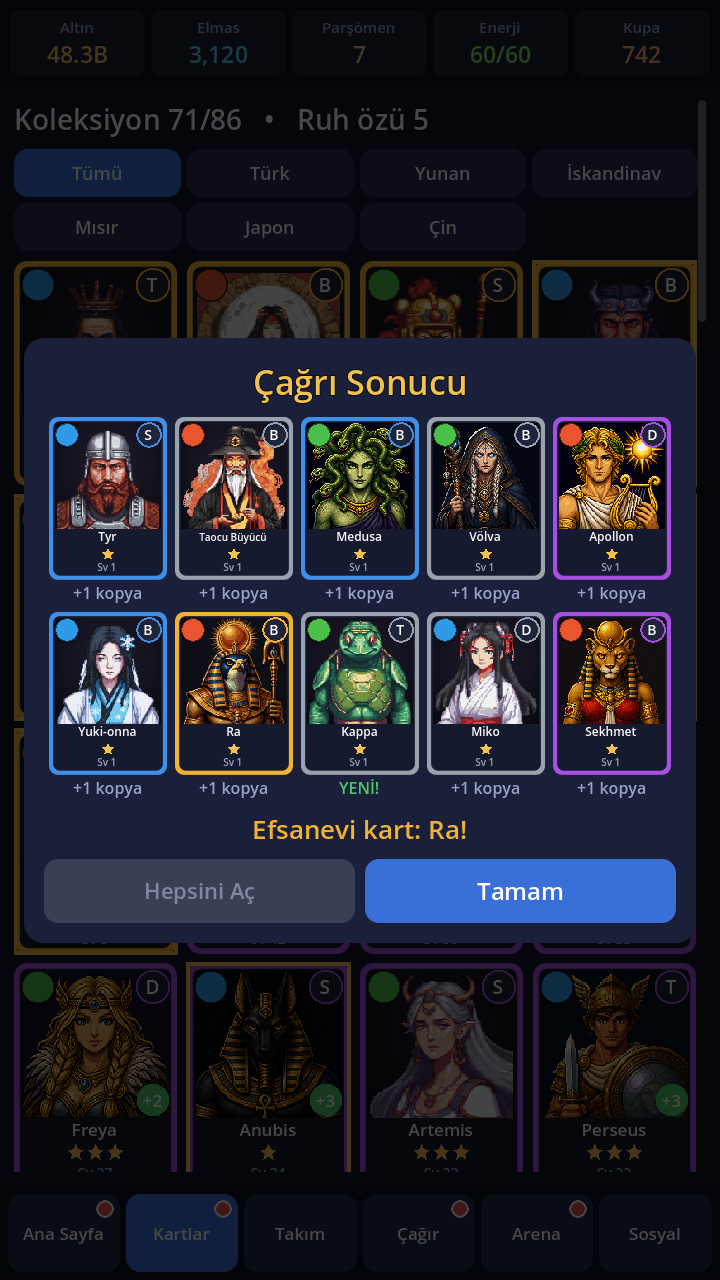 Altın Elmas Parşömen Enerji Kupa
48.3B 3,120 7 60/60 742
Koleksiyon 71/86 • Ruh özü 5
Tümü Türk Yunan İskandinav
Mısır Japon Çin
T B S B
Çağrı Sonucu
S B B B D
Tyr Taocu Büyücü Medusa Völva Apollon
Sv 1 Sv 1 Sv 1 Sv 1 Sv 1
+1 kopya +1 kopya +1 kopya +1 kopya +1 kopya
B B T D B
Yuki-onna Ra Kappa Miko Sekhmet
Sv 1 Sv 1 Sv 1 Sv 1 Sv 1
+1 kopya +1 kopya YENİ! +1 kopya +1 kopya
Efsanevi kart: Ra!
Hepsini Aç Tamam
D S S T
+2 +3 +3
Freya Anubis Artemis Perseus
Ana Sayfa Kartlar Takım Çağır Arena Sosyal